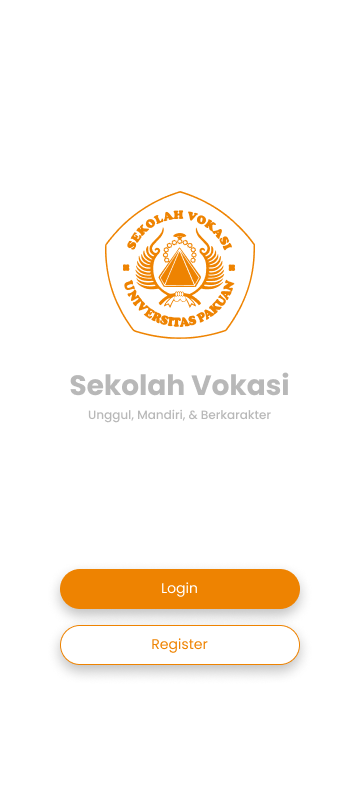 SEKOLAH VOKASI
UNIVERSITAS PAKUAN
Sekolah Vokasi
Unggul, Mandiri, & Berkarakter
Login
Register